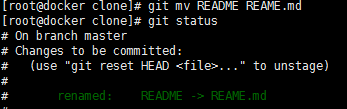 [root@docker clone]# git mv README REAME.md
[root@docker clone]# git status
# On branch master
# Changes to be committed:
#   (use "git reset HEAD <file>..." to unstage)
#
#       renamed:    README -> REAME.md
#